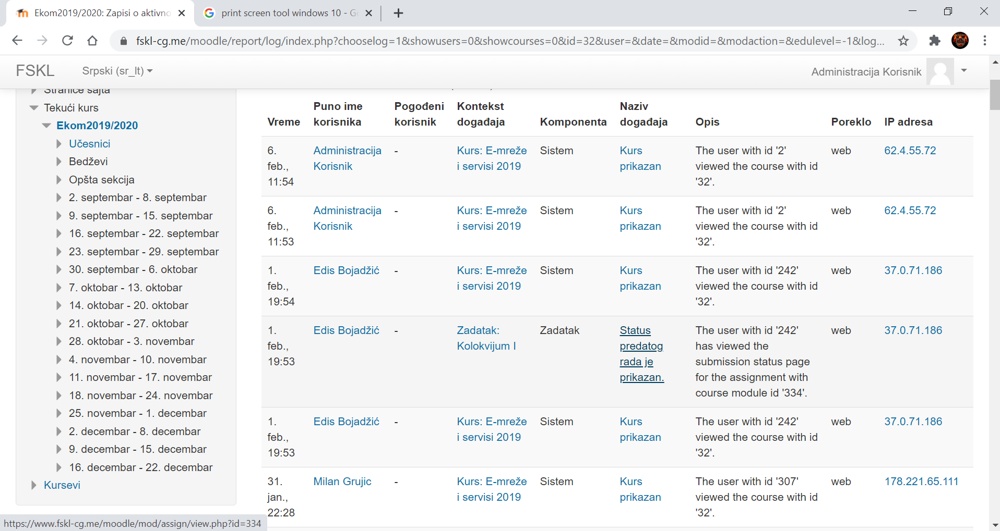 Ekom2019/2020: Zapisi o aktivno
print screen tool windows 10 - Go
fskl-cg.me/moodle/report/log/index.php?chooselog=1&showusers=0&showcourses=0&id=32&user=&date=&modid=&modaction=&edulevel=-1&log...
FSKL
Srpski (sr_lt)
Administracija Korisnik
Stranice sajta
Tekući kurs
Ekom2019/2020
Učesnici
Bedževi
Opšta sekcija
2. septembar - 8. septembar
9. septembar - 15. septembar
16. septembar - 22. septembar
23. septembar - 29. septembar
30. septembar - 6. oktobar
7. oktobar - 13. oktobar
14. oktobar - 20. oktobar
21. oktobar - 27. oktobar
28. oktobar - 3. novembar
4. novembar - 10. novembar
11. novembar - 17. novembar
18. novembar - 24. novembar
25. novembar - 1. decembar
2. decembar - 8. decembar
9. decembar - 15. decembar
16. decembar - 22. decembar
Kursevi
Puno ime Pogođeni Kontekst Naziv
Vreme korisnika korisnik događaja Komponenta događaja Opis Poreklo IP adresa
6. Administracija - Kurs: E-mreže Sistem Kurs The user with id '2' web 62.4.55.72
feb., Korisnik i servisi 2019 prikazan viewed the course with id
11:54 '32'.
6. Administracija - Kurs: E-mreže Sistem Kurs The user with id '2' web 62.4.55.72
feb., Korisnik i servisi 2019 prikazan viewed the course with id
11:53 '32'.
1. Edis Bojadžić - Kurs: E-mreže Sistem Kurs The user with id '242' web 37.0.71.186
feb., i servisi 2019 prikazan viewed the course with id
19:54 '32'.
1. Edis Bojadžić - Zadatak: Zadatak Status The user with id '242' web 37.0.71.186
feb., Kolokvijum I predatog has viewed the
19:53 rada je submission status page
prikazan. for the assignment with
course module id '334'.
1. Edis Bojadžić - Kurs: E-mreže Sistem Kurs The user with id '242' web 37.0.71.186
feb., i servisi 2019 prikazan viewed the course with id
19:53 '32'.
31. Milan Grujic - Kurs: E-mreže Sistem Kurs The user with id '307' web 178.221.65.111
jan., i servisi 2019 prikazan viewed the course with id
22:28 '32'.
https://www.fskl-cg.me/moodle/mod/assign/view.php?id=334